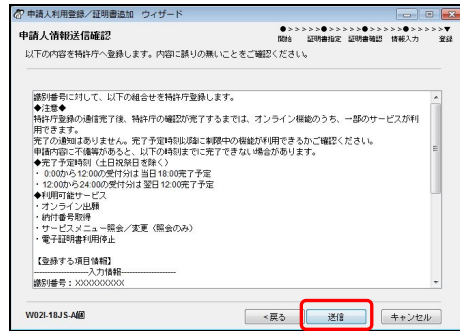 申請人利用登録／証明書追加　ウィザード
申請人情報送信確認
●>>>>>●>>>>>●>>>>>●>>>>>▼
開始　証明書指定　証明書確認　情報入力　登録
以下の内容を特許庁へ登録します。内容に誤りの無いことをご確認ください。
識別番号に対して、以下の組合せを特許庁登録します。
◆注意◆
特許庁登録の通信完了後、特許庁の確認が完了するまでは、オンライン機能のうち、一部のサービスが利
用できます。
完了の通知はありません。完了予定時刻以降に制限中の機能が利用できるかご確認ください。
申請内容に不備等があると、以下の時刻までに完了できない場合があります。
◆完了予定時刻（土日祝祭日を除く）
・ 0:00から12:00の受付分は 当日18:00完了予定
・ 12:00から24:00の受付分は 翌日12:00完了予定
◆利用可能サービス
・オンライン出願
・納付番号取得
・サービスメニュー照会／変更（照会のみ）
・電子証明書利用停止
【登録する項目情報】
--------------------入力情報--------------------
識別番号：XXXXXXXXX
W02I-18JS-A画
<戻る　送信　キャンセル